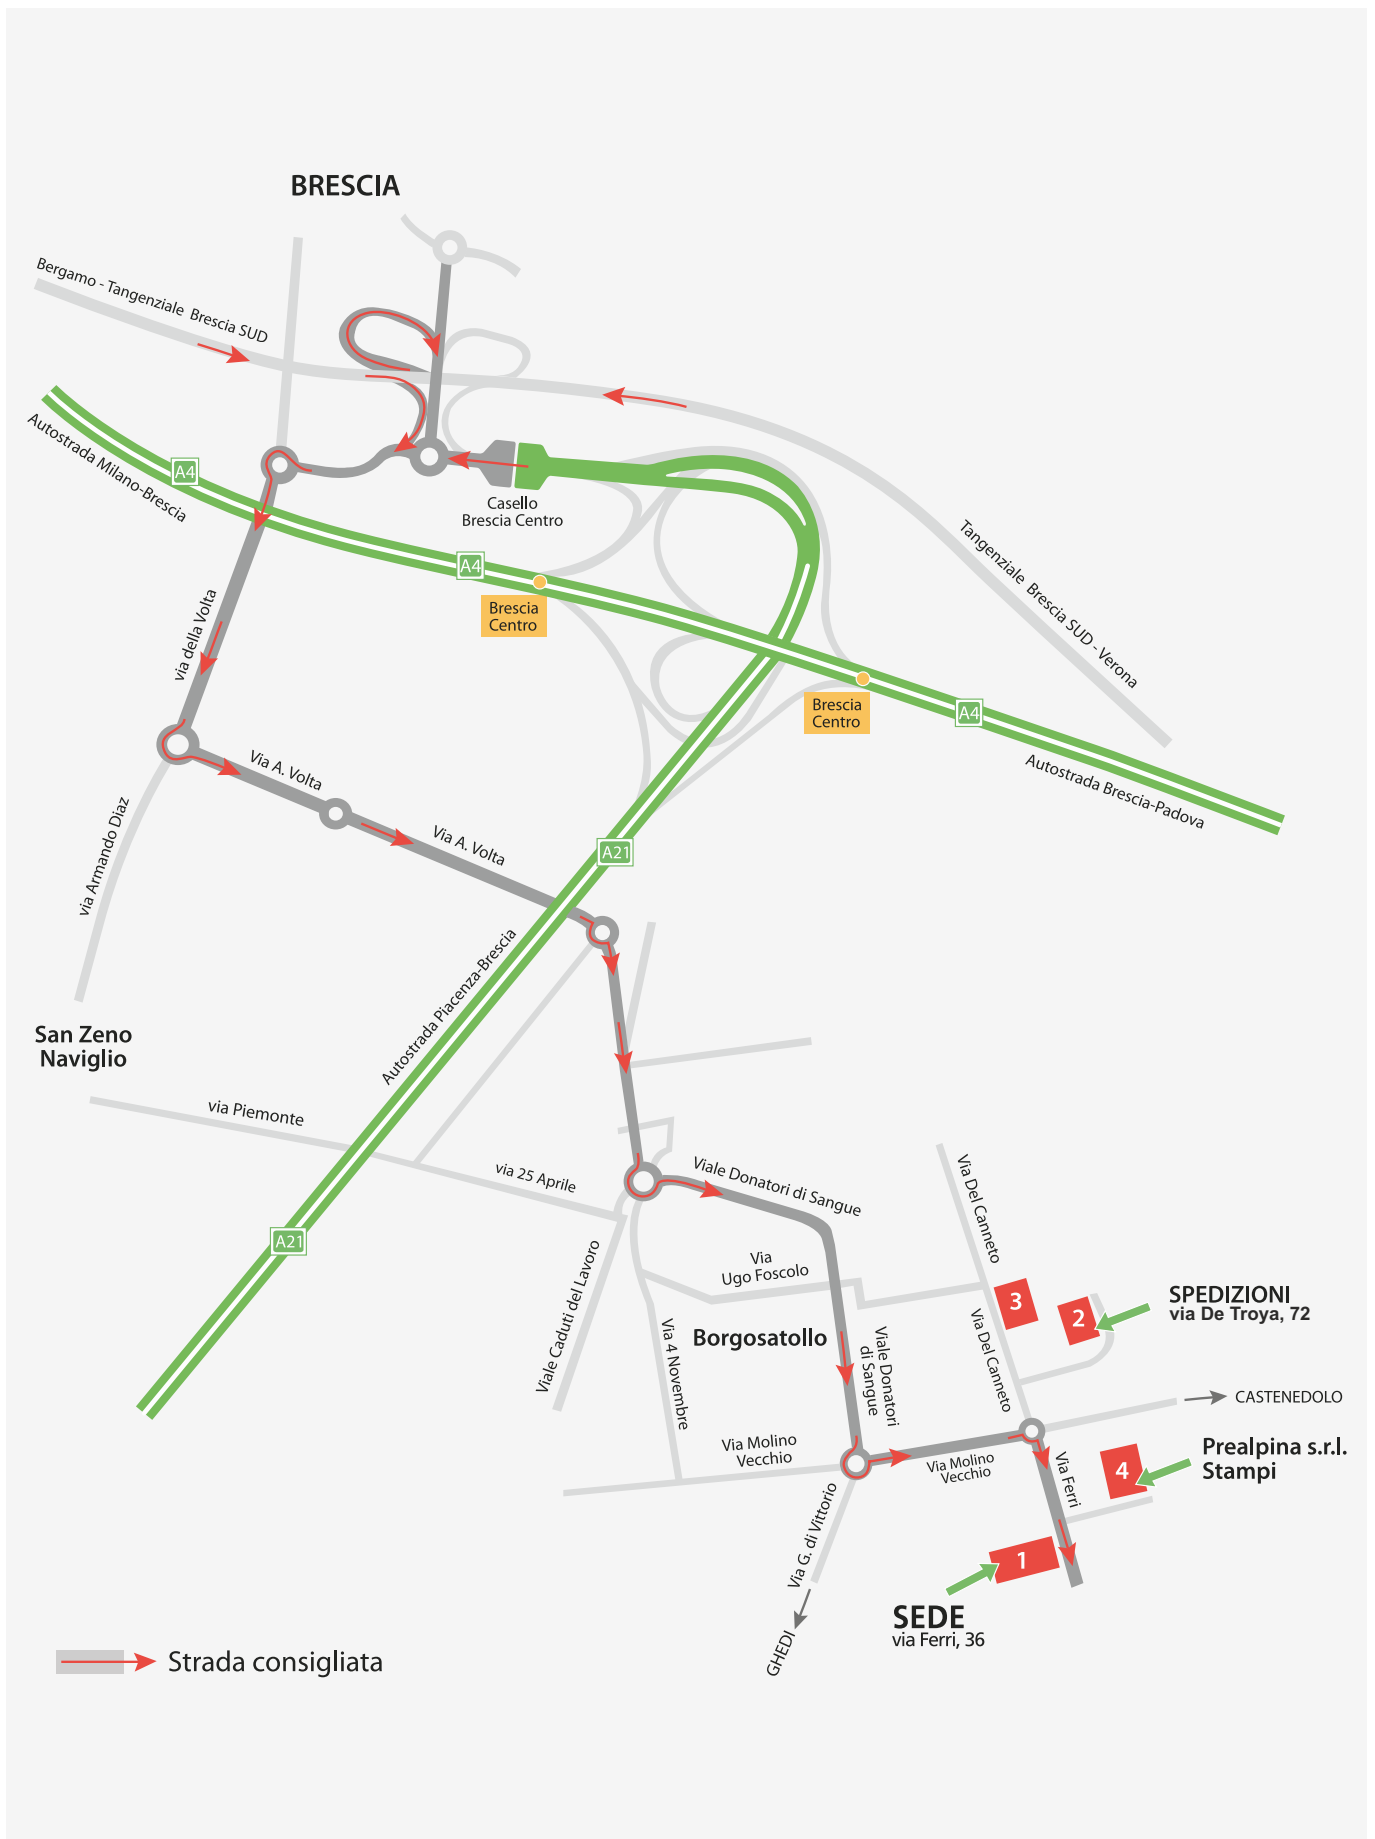 BRESCIA
Bergamo - Tangenziale Brescia SUD
Autostrada Milano-Brescia
A4
Casello
Brescia Centro
A4
Brescia
Centro
Tangenziale Brescia SUD - Verona
via della Volta
Brescia
Centro
A4
Autostrada Brescia-Padova
Via A. Volta
via Armando Diaz
Via A. Volta
A21
Autostrada Piacenza-Brescia
San Zeno
Naviglio
via Piemonte
via 25 Aprile
Viale Donatori di Sangue
Via Del Canneto
A21
Viale Caduti del Lavoro
Via
Ugo Foscolo
3
2
SPEDIZIONI
via De Troya, 72
Borgosatollo
Via 4 Novembre
Viale Donatori
di Sangue
Via Del Canneto
CASTENEDOLO
Via Molino
Vecchio
Via Molino
Vecchio
Via Ferri
4
Prealpina s.r.l.
Stampi
Via G. di Vittorio
1
SEDE
via Ferri, 36
GHEDI
Strada consigliata